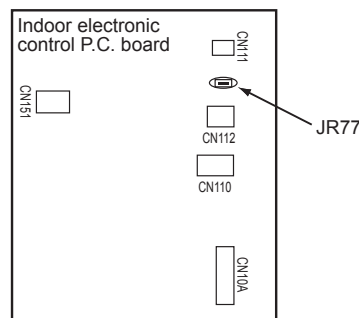 Indoor electronic
control P.C. board
CN111
CN151
JR77
CN112
CN110
CN10A